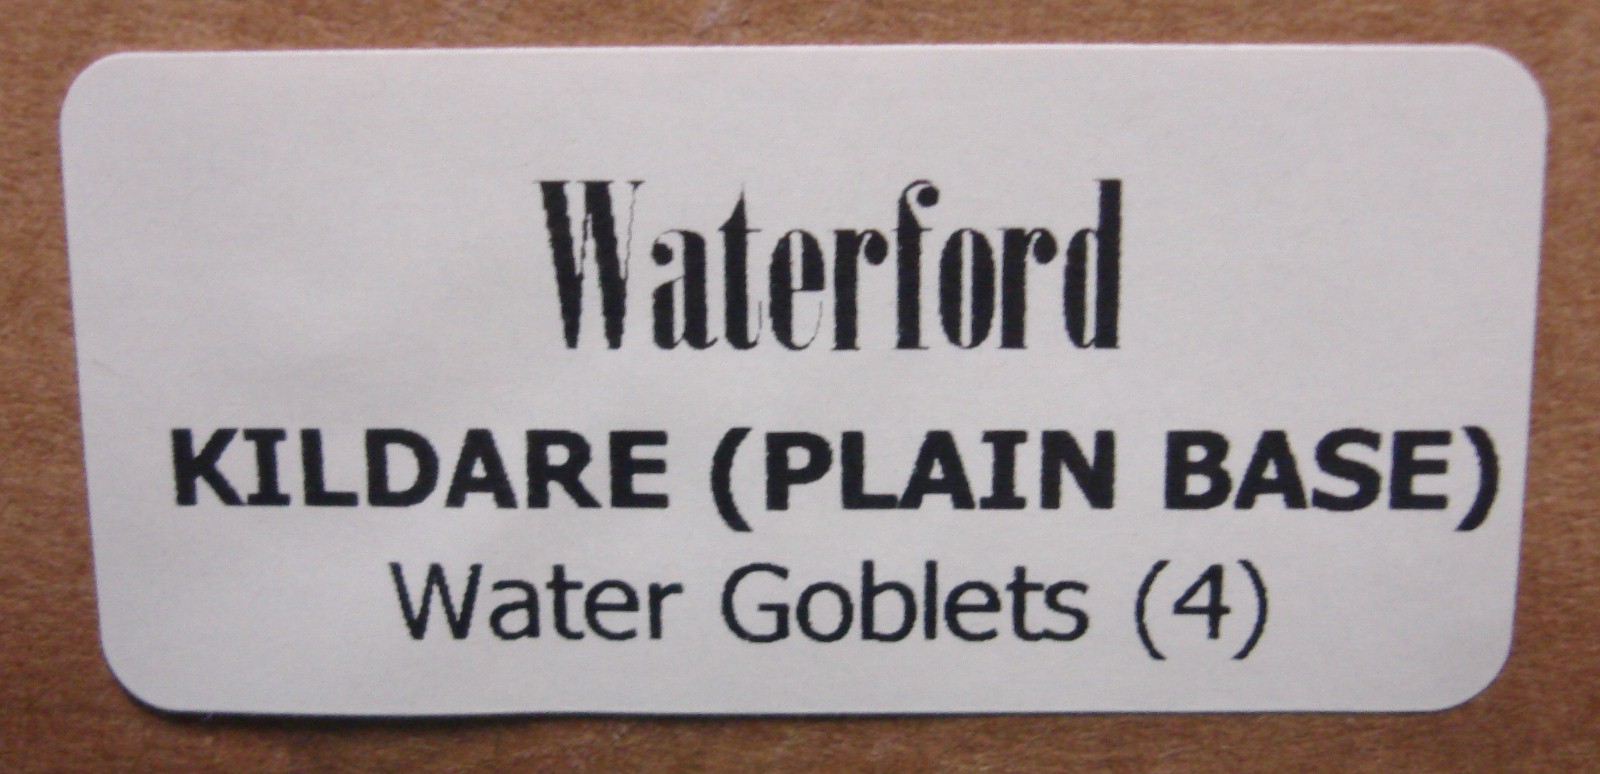 Waterford
KILDARE (PLAIN BASE)
Water Goblets (4)